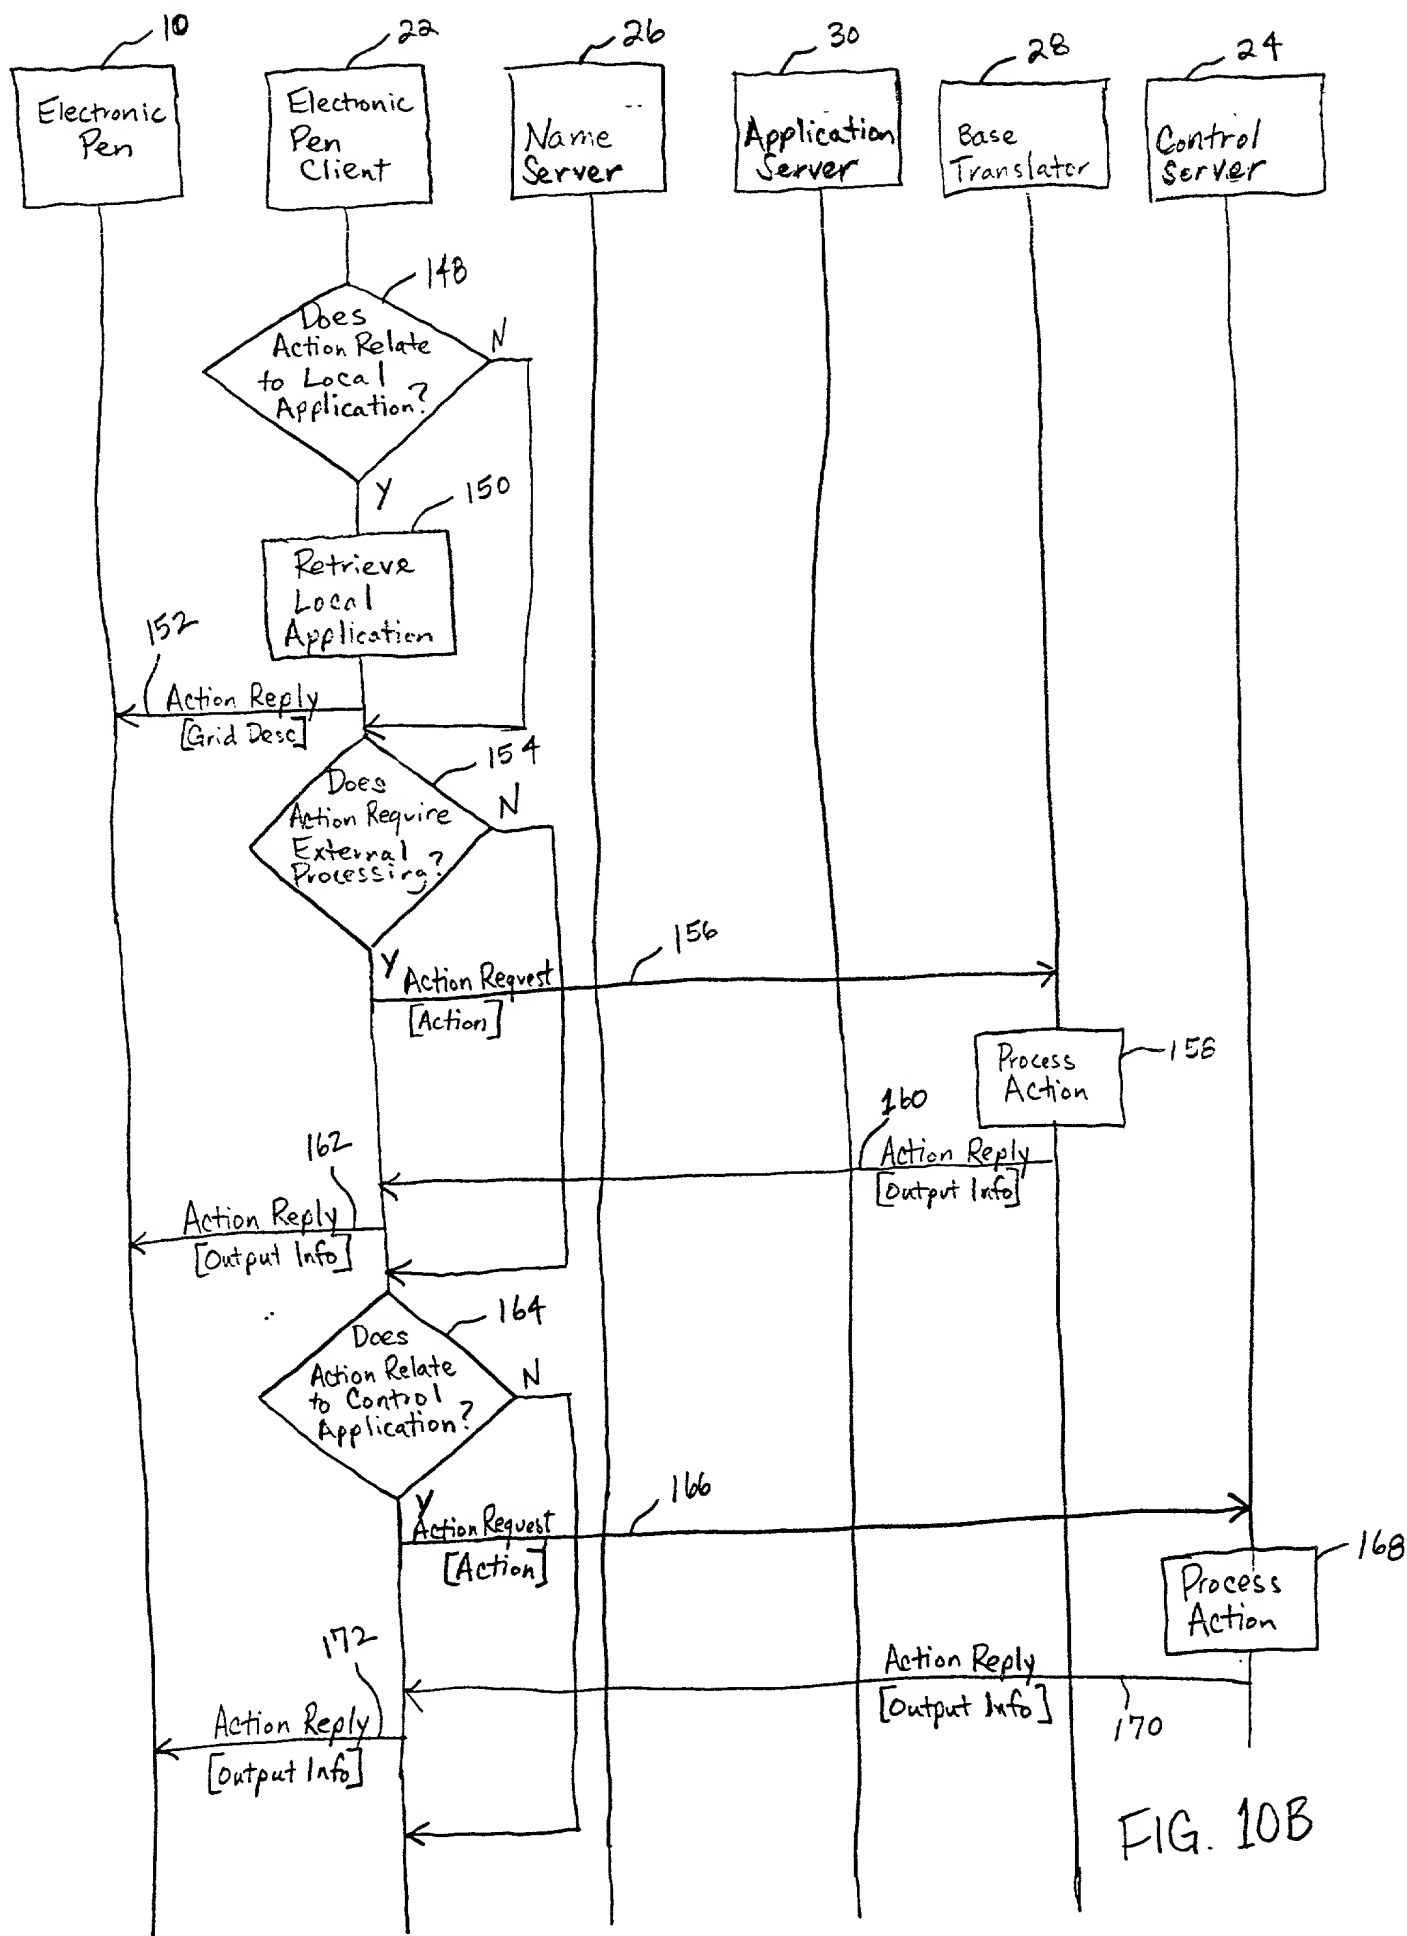 10
22
26
30
28
24
Electronic
Pen
Electronic
Pen
Client
Name
Server
Application
Server
Base
Translator
Control
Server
148
Does
Action Relate
to Local
Application?
N
Y
150
Retrieve
Local
Application
152
Action Reply
[Grid Desc]
154
Does
Action Require
External
Processing?
N
Y
156
Action Request
[Action]
Process
Action
158
160
Action Reply
[Output Info]
162
Action Reply
[Output Info]
164
Does
Action Relate
to Control
Application?
N
Y
166
Action Request
[Action]
168
Process
Action
Action Reply
[Output Info]
170
172
Action Reply
[Output Info]
FIG. 10B